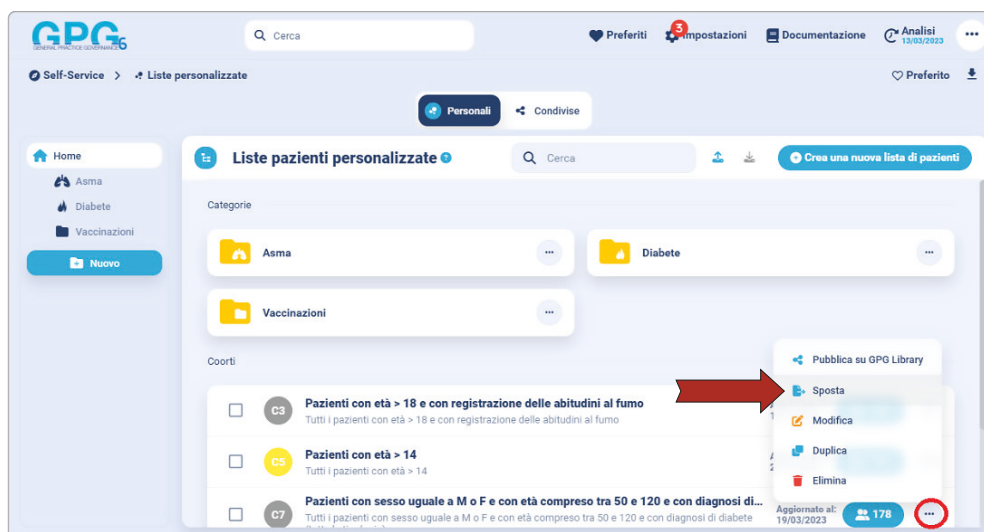 GPG6
GENERAL PRACTICE GOVERNANCE
Cerca
Preferiti
3
Impostazioni
Documentazione
Analisi
13/03/2023
Self-Service > Liste personalizzate
Preferito
Personali
Condivise
Home
Asma
Diabete
Vaccinazioni
Nuovo
Liste pazienti personalizzate
Cerca
Crea una nuova lista di pazienti
Categorie
Asma
Diabete
Vaccinazioni
Coorti
C3
Pazienti con età > 18 e con registrazione delle abitudini al fumo
Tutti i pazienti con età > 18 e con registrazione delle abitudini al fumo
C5
Pazienti con età > 14
Tutti i pazienti con età > 14
C7
Pazienti con sesso uguale a M o F e con età compreso tra 50 e 120 e con diagnosi di...
Tutti i pazienti con sesso uguale a M o F e con età compreso tra 50 e 120 e con diagnosi di diabete
Aggiornato al:
19/03/2023
178
Pubblica su GPG Library
Sposta
Modifica
Duplica
Elimina